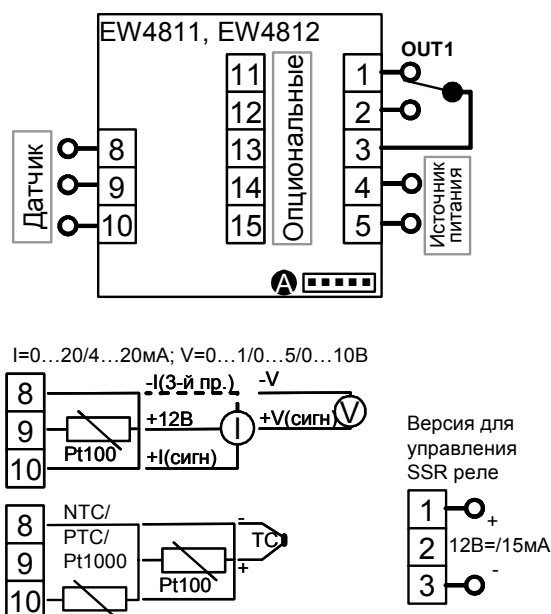 EW4811, EW4812
OUT1
11
12
13
14
15
Опциональные
1
2
3
4
5
Датчик
8
9
10
Источник
питания
A
I=0…20/4…20мА; V=0…1/0…5/0…10В
8
9
10
Pt100
-I(3-й пр.)
-V
+12В
I
+V(сигн)
V
+I(сигн)
8
9
10
NTC/
PTC/
Pt1000
Pt100
-
TC
+
Версия для
управления
SSR реле
1
+
2
12В=/15мА
3
-